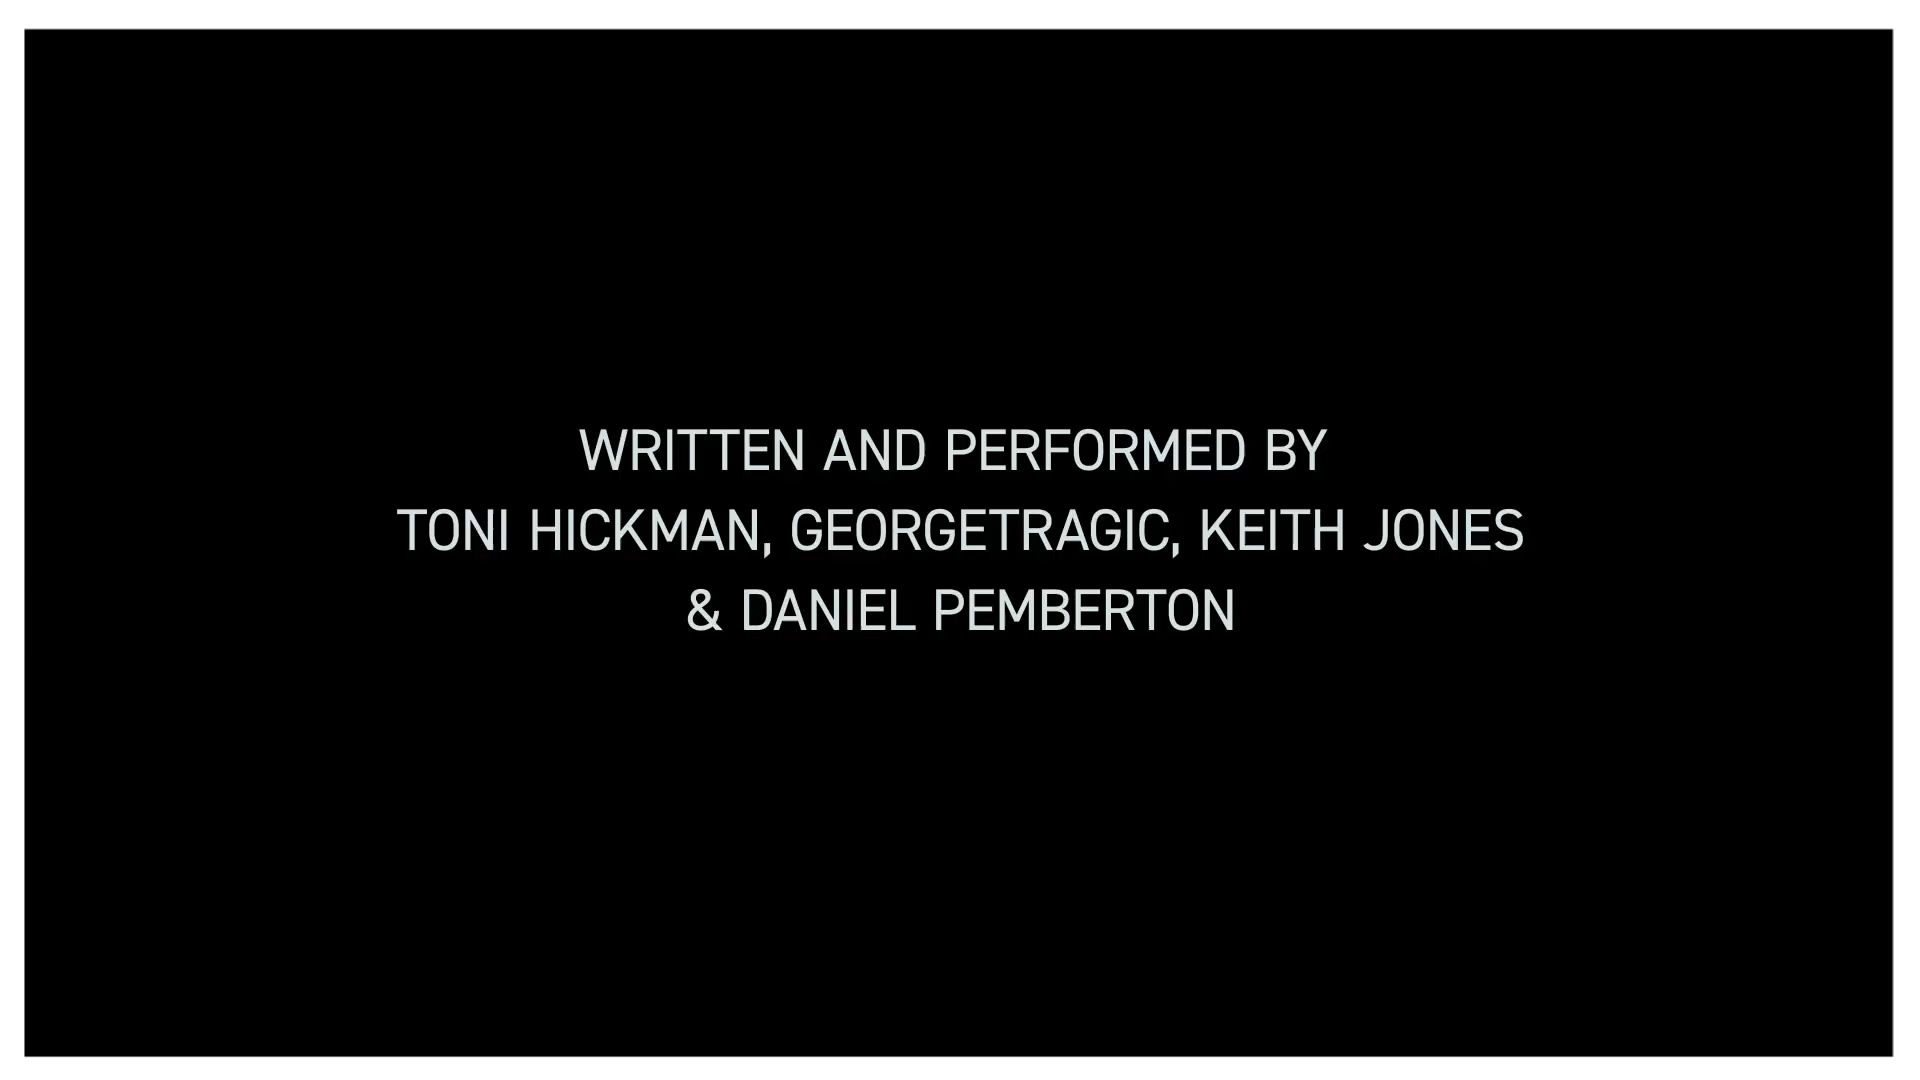 WRITTEN AND PERFORMED BY
TONI HICKMAN, GEORGETRAGIC, KEITH JONES
& DANIEL PEMBERTON